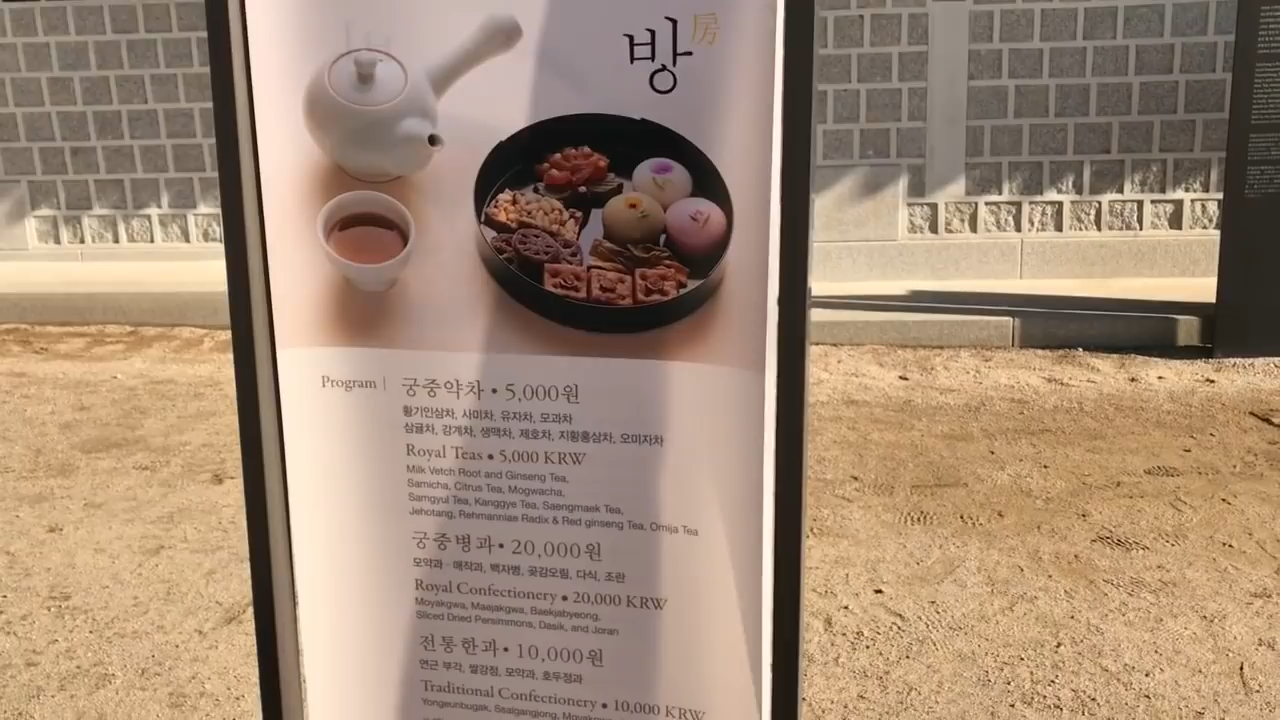 방 房
Program | 궁중약차 • 5,000원
황기인삼차, 사미차, 유자차, 모과차
삼귤차, 강계차, 생맥차, 제호차, 지황홍삼차, 오미자차
Royal Teas • 5,000 KRW
Milk Vetch Root and Ginseng Tea,
Samicha, Citrus Tea, Mogwacha,
Samgyul Tea, Kanggye Tea, Saengmaek Tea,
Jehotang, Rehmanniae Radix & Red ginseng Tea, Omija Tea
궁중병과 • 20,000원
모약과, 매작과, 백자병, 곶감오림, 다식, 조란
Royal Confectionery • 20,000 KRW
Moyakgwa, Maejakgwa, Baekjabyeong,
Sliced Dried Persimmons, Dasik, and Joran
전통한과 • 10,000원
연근 부각, 쌀강정, 모약과, 호두정과
Traditional Confectionery • 10,000 KRW
Yongeunbugak, Ssalgangjong,